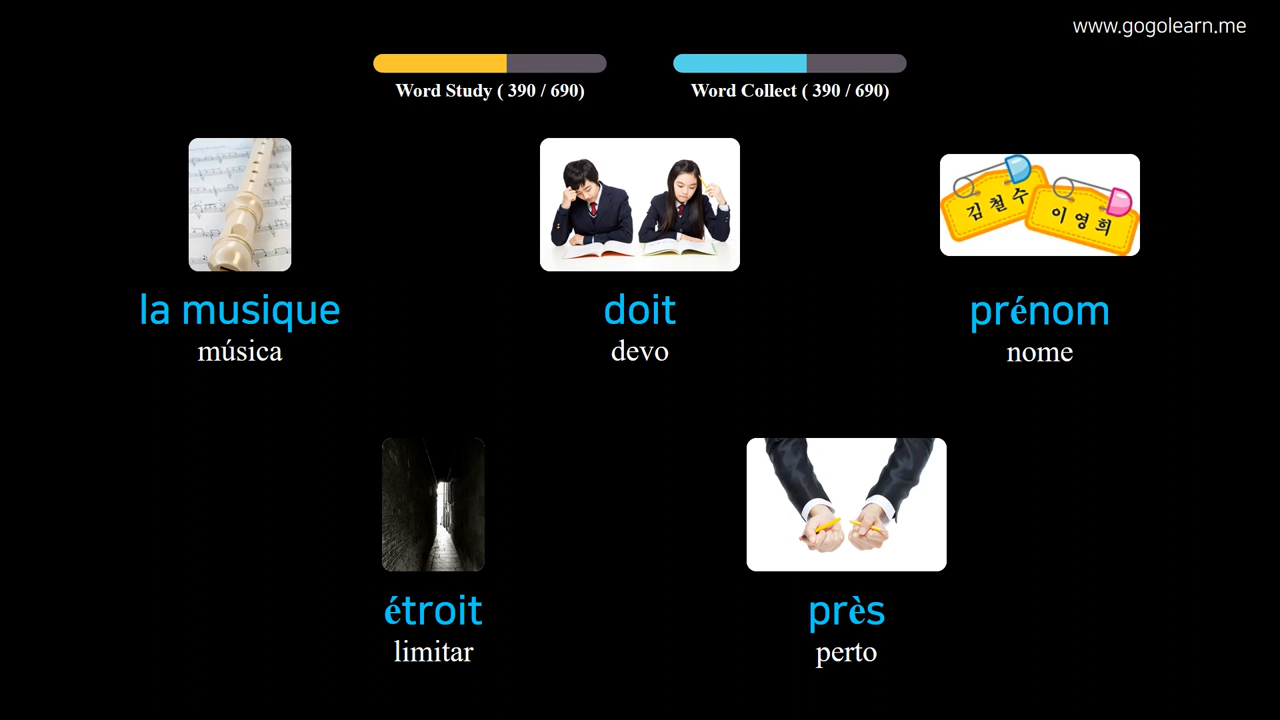 www.gogolearn.me
Word Study ( 390 / 690)
Word Collect ( 390 / 690)
김철수
이영희
la musique
música
doit
devo
prénom
nome
étroit
limitar
près
perto